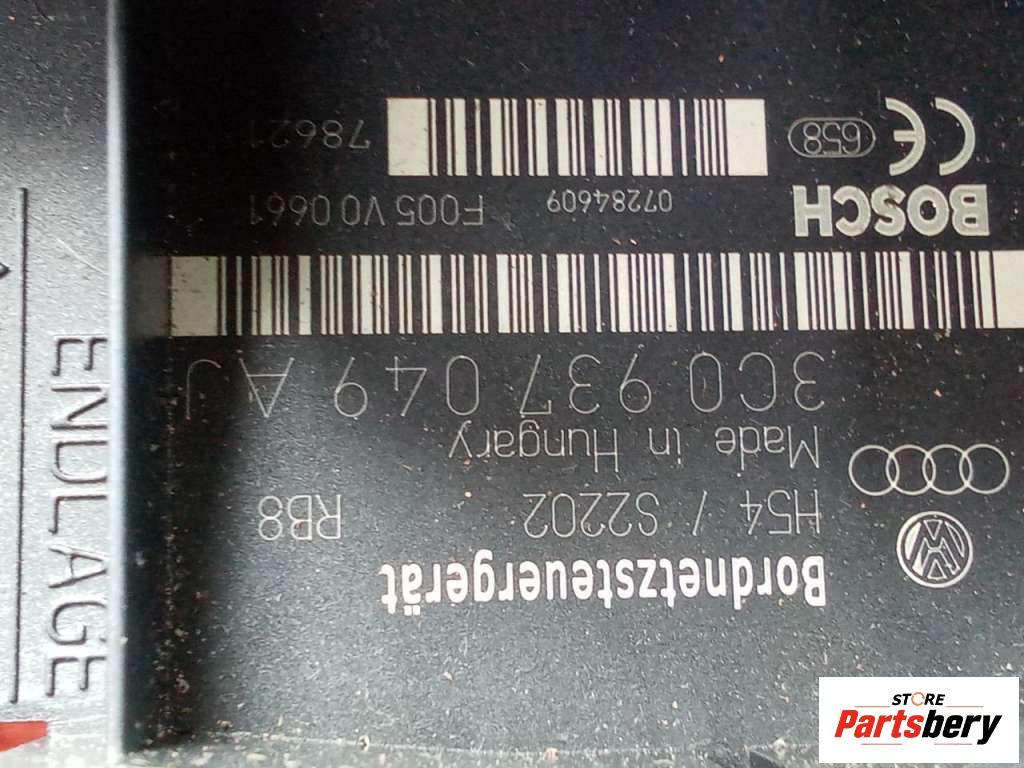 Bordnetzsteuergerät
H54 / S2202 RB8
Made in Hungary
3C0 937 049 AJ
BOSCH
07284609 F005 V0 0661
658 78621
ENDLAGE
STORE
Partsbery